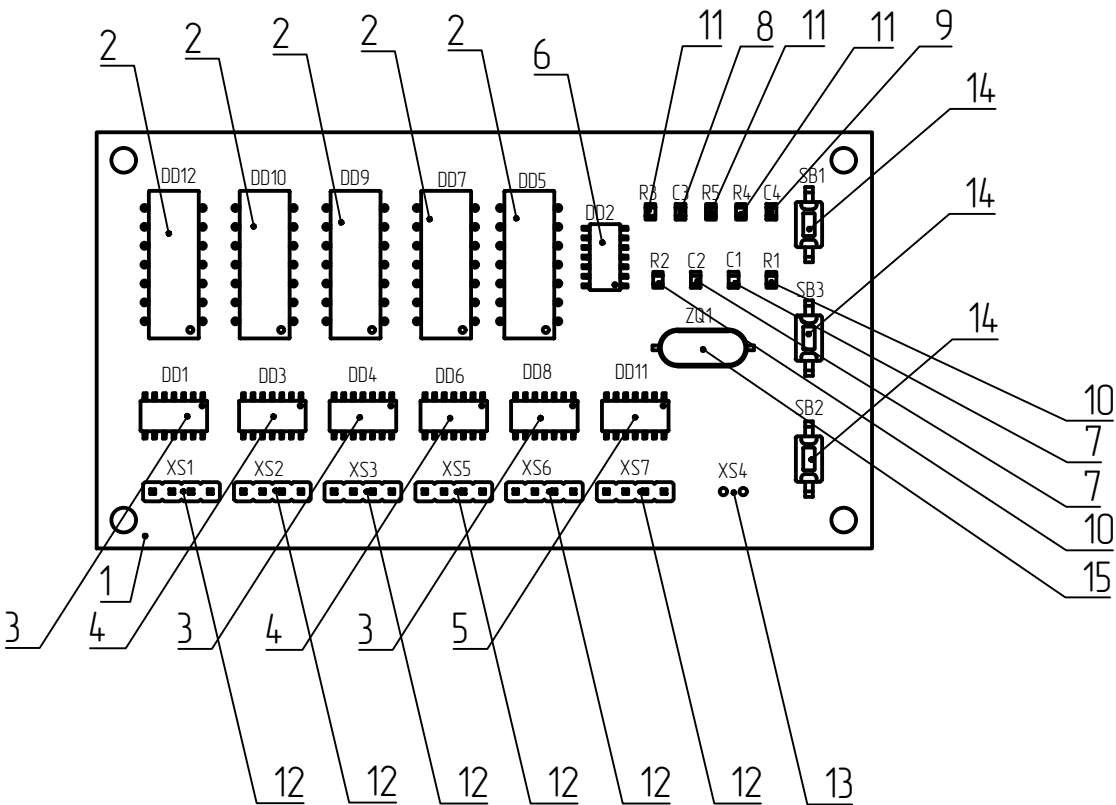 2 2 2 2 2 6 11 8 11 11 9 14
14
14
DD12 DD10 DD9 DD7 DD5 DD2 R3 C3 R5 R4 C4 SB1
R2 C2 C1 R1 SB3
ZQ1
DD1 DD3 DD4 DD6 DD8 DD11 SB2
10
7
7
10
15
XS1 XS2 XS3 XS5 XS6 XS7 XS4
1
3 4 3 4 3 5
12 12 12 12 12 12 13